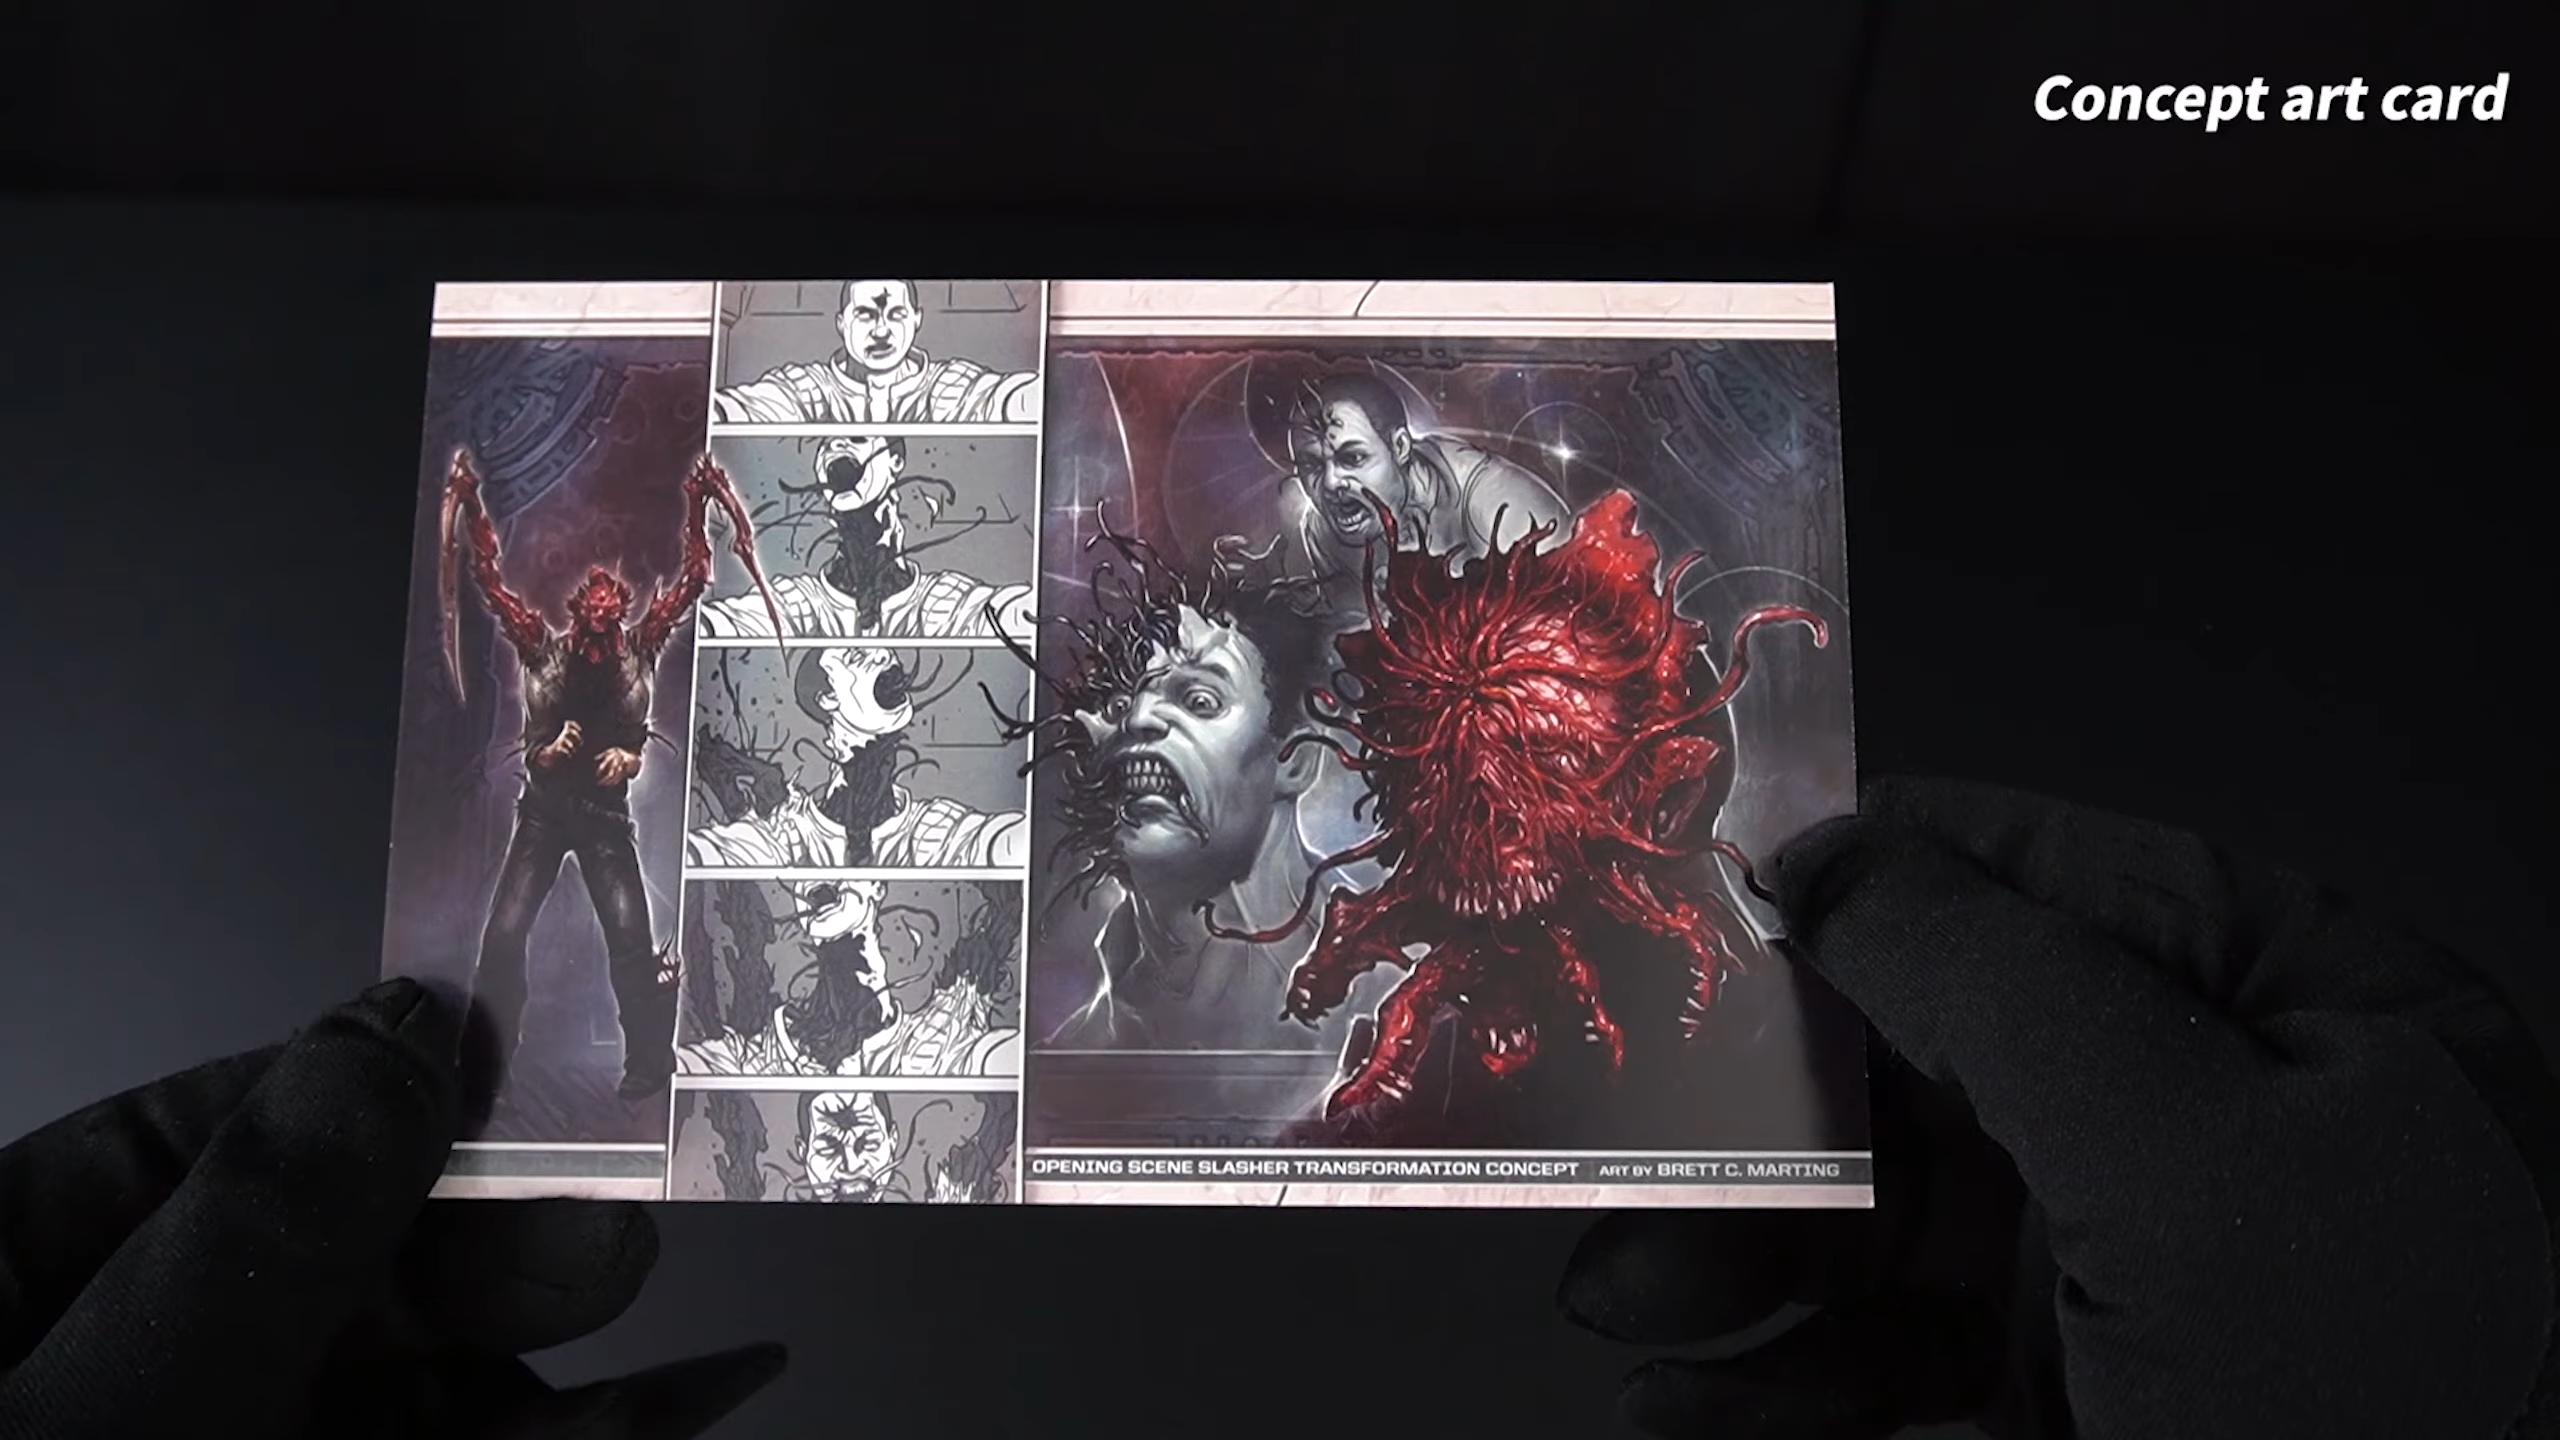 Concept art card
OPENING SCENE SLASHER TRANSFORMATION CONCEPT ART BY BRETT C. MARTING